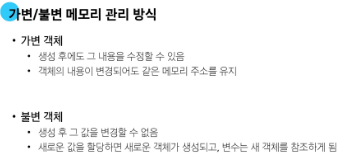 가변/불변 메모리 관리 방식
• 가변 객체
• 생성 후에도 그 내용을 수정할 수 있음
• 객체의 내용이 변경되어도 같은 메모리 주소를 유지
• 불변 객체
• 생성 후 그 값을 변경할 수 없음
• 새로운 값을 할당하면 새로운 객체가 생성되고, 변수는 새 객체를 참조하게 됨